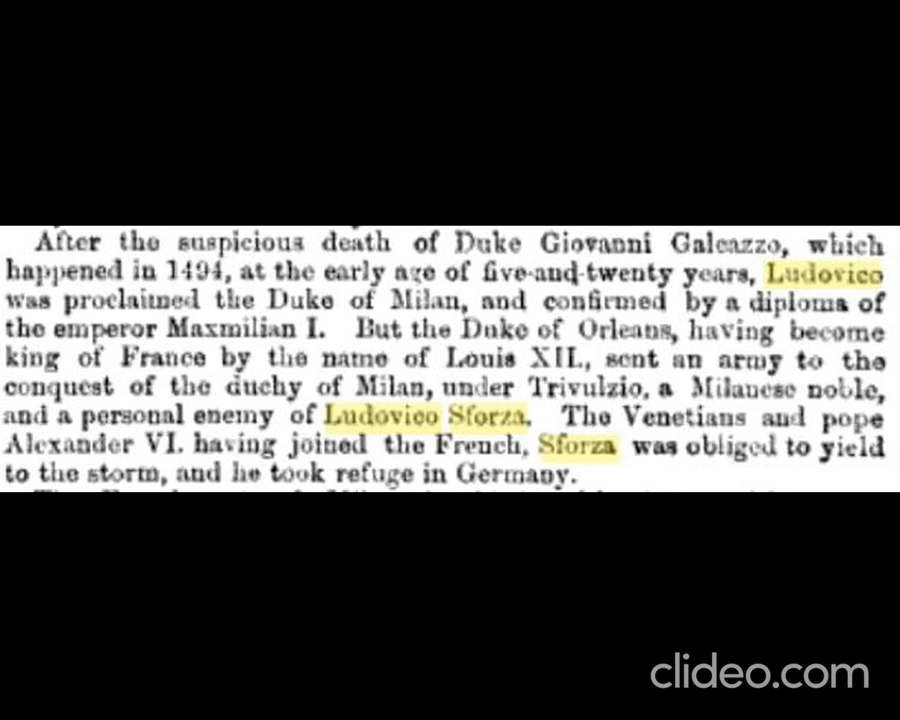 After the suspicious death of Duke Giovanni Galeazzo, which
happened in 1494, at the early age of five-and-twenty years, Ludovico
was proclaimed the Duke of Milan, and confirmed by a diploma of
the emperor Maxmilian I. But the Duke of Orleans, having become
king of France by the name of Louis XII., sent an army to the
conquest of the duchy of Milan, under Trivulzio, a Milanese noble,
and a personal enemy of Ludovico Sforza. The Venetians and pope
Alexander VI. having joined the French, Sforza was obliged to yield
to the storm, and he took refuge in Germany.
clideo.com